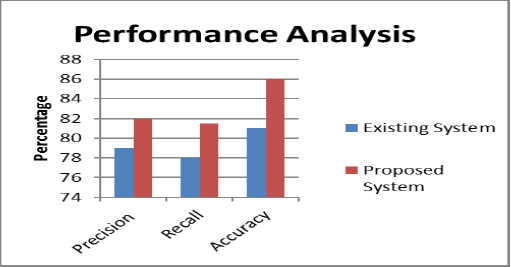 Performance Analysis
88
86
84
82
80
78
76
74
Percentage
Precision
Recall
Accuracy
Existing System
Proposed
System